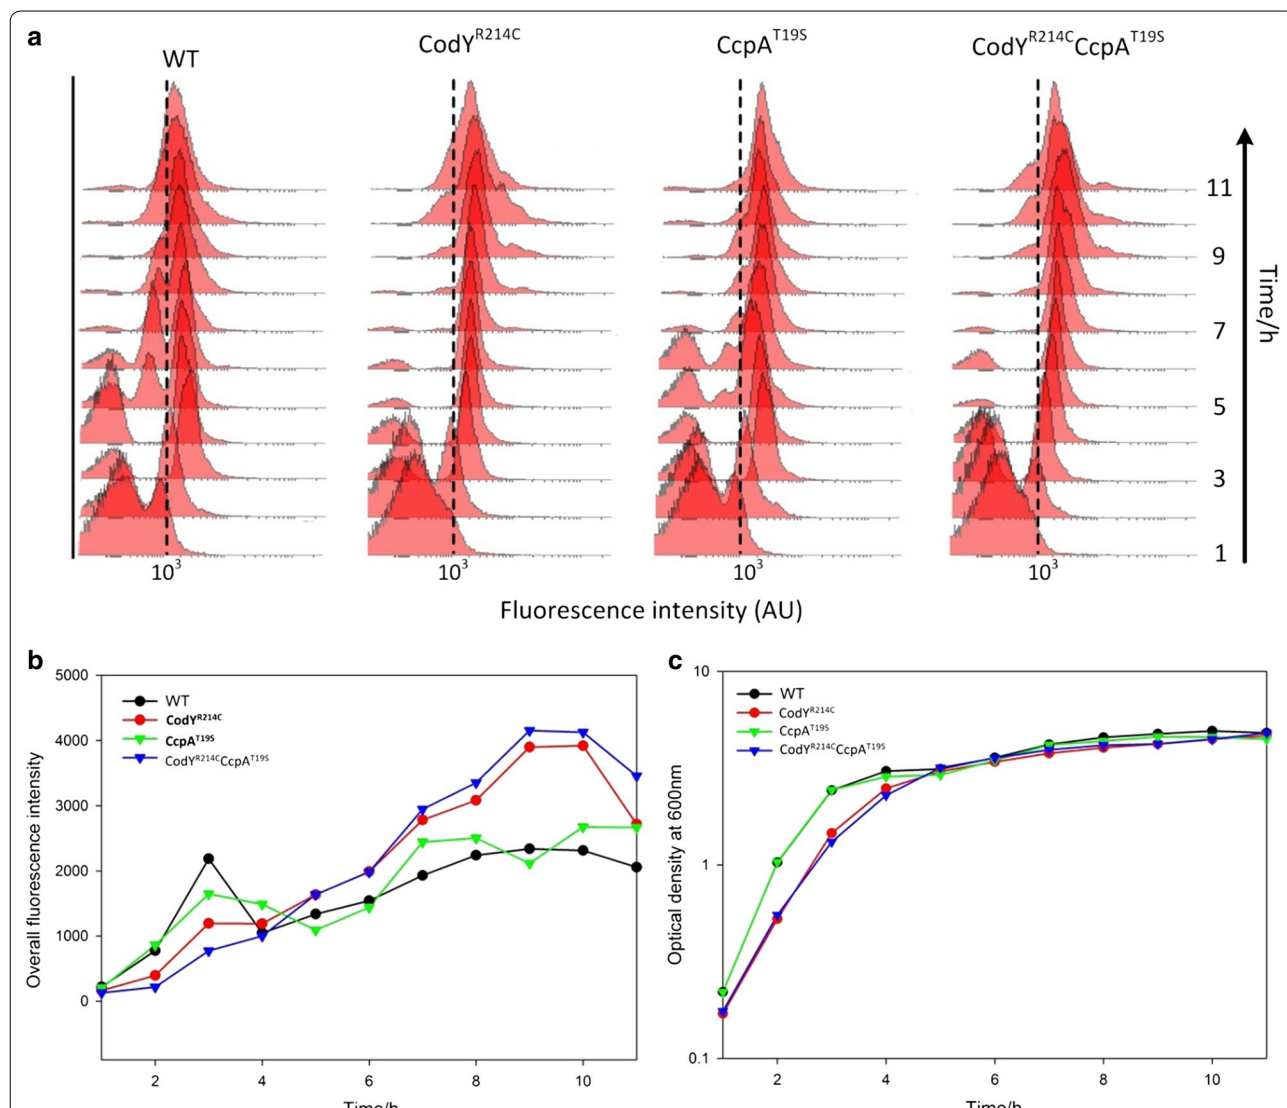 a
WT CodY^R214C CcpA^T19S CodY^R214C CcpA^T19S
11
9
7
5
3
1
Time/h
10^3 10^3 10^3 10^3
Fluorescence intensity (AU)
b
5000
4000
3000
2000
1000
0
Overall fluorescence intensity
WT
CodY^R214C
CcpA^T19S
CodY^R214C CcpA^T19S
2 4 6 8 10
Time/h
c
10
1
0.1
Optical density at 600nm
WT
CodY^R214C
CcpA^T19S
CodY^R214C CcpA^T19S
2 4 6 8 10
Time/h